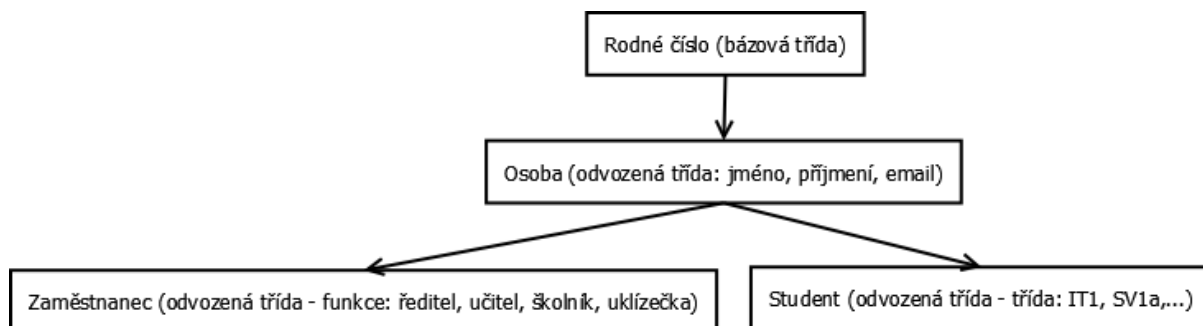 Rodné číslo (bázová třída)
Osoba (odvozená třída: jméno, příjmení, email)
Zaměstnanec (odvozená třída - funkce: ředitel, učitel, školník, uklízečka)
Student (odvozená třída - třída: IT1, SV1a,...)